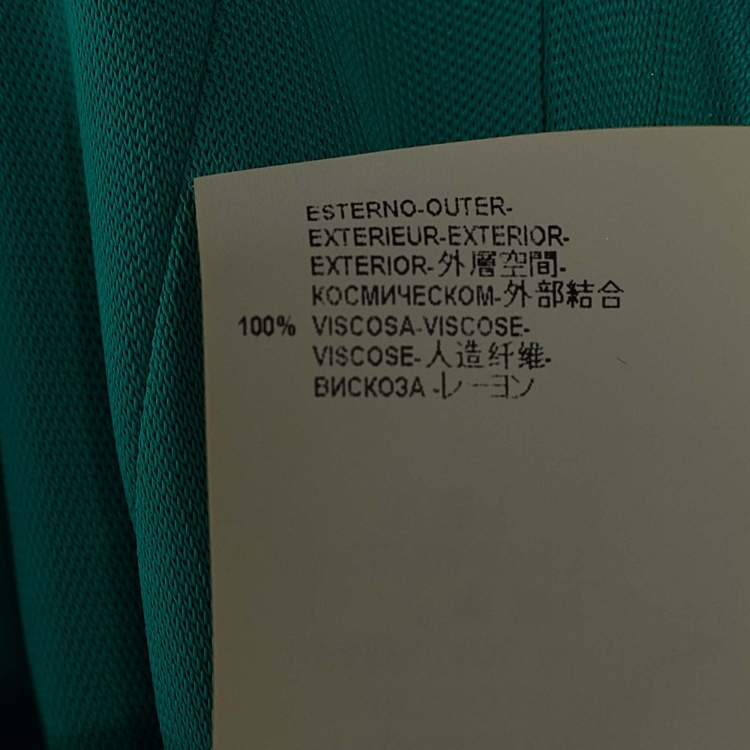 ESTERNO-OUTER-
EXTERIEUR-EXTERIOR-
EXTERIOR-外層空間-
КОСМИЧЕСКОМ-外部結合
100% VISCOSA-VISCOSE-
VISCOSE-人造纤维-
ВИСКОЗА -レーヨン